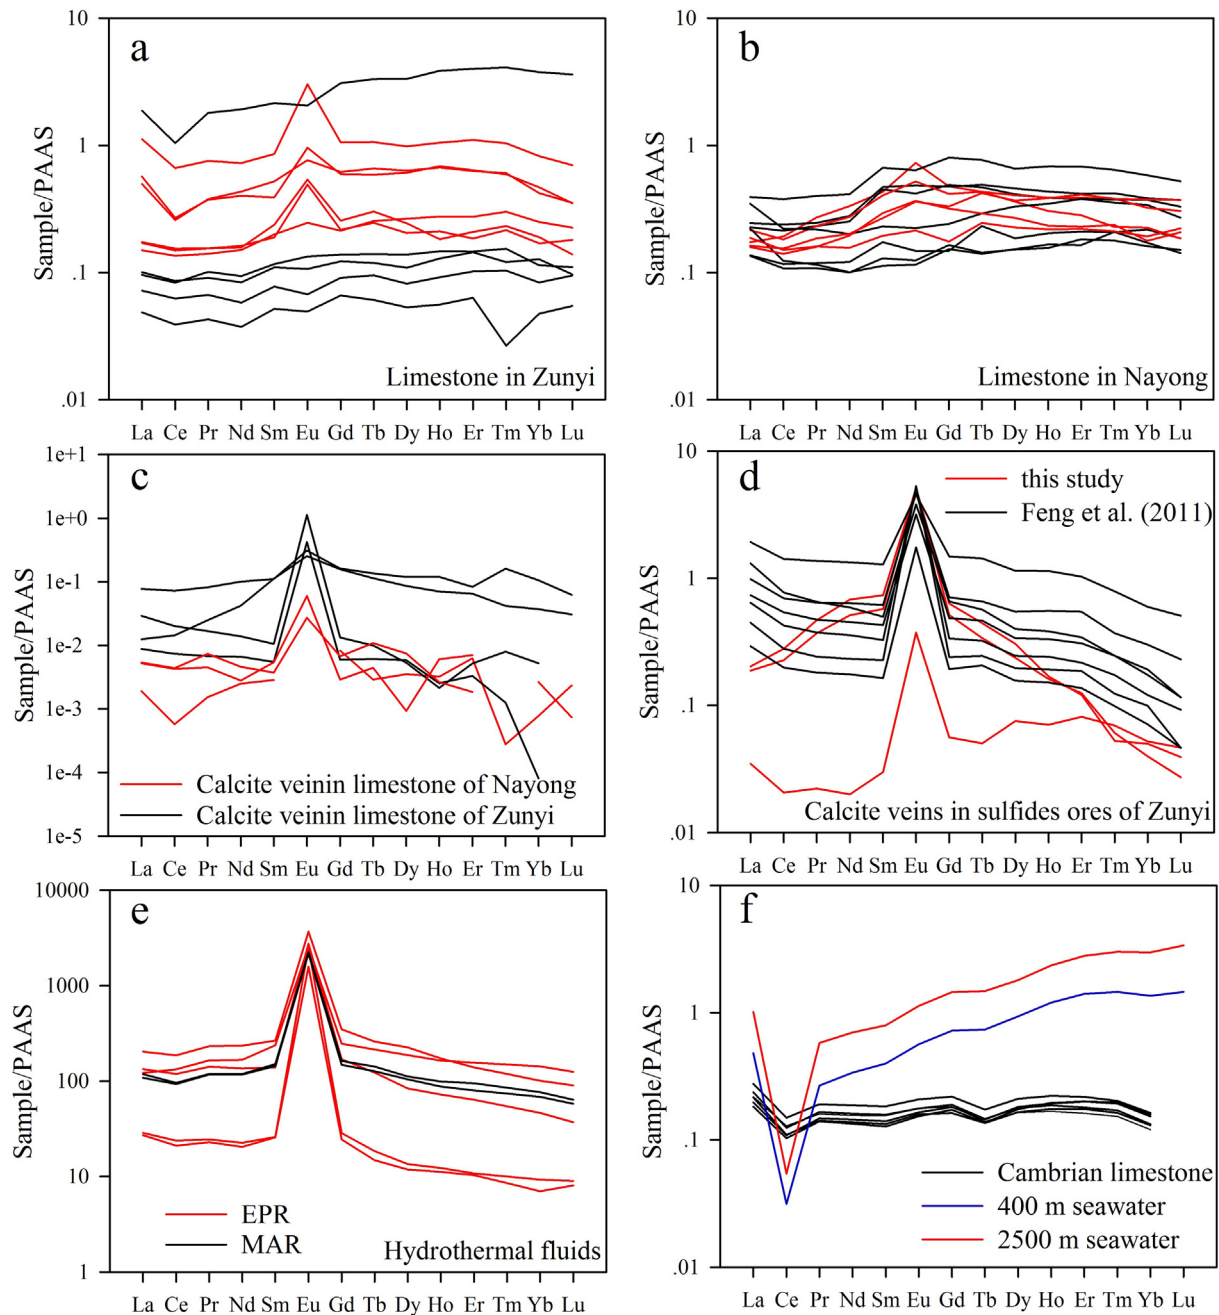 a
10
1
.1
.01
Sample/PAAS
Limestone in Zunyi
La Ce Pr Nd Sm Eu Gd Tb Dy Ho Er Tm Yb Lu
b
10
1
.1
.01
Sample/PAAS
Limestone in Nayong
La Ce Pr Nd Sm Eu Gd Tb Dy Ho Er Tm Yb Lu
c
1e+1
1e+0
1e-1
1e-2
1e-3
1e-4
1e-5
Sample/PAAS
Calcite veinin limestone of Nayong
Calcite veinin limestone of Zunyi
La Ce Pr Nd Sm Eu Gd Tb Dy Ho Er Tm Yb Lu
d
10
1
.1
.01
Sample/PAAS
this study
Feng et al. (2011)
Calcite veins in sulfides ores of Zunyi
La Ce Pr Nd Sm Eu Gd Tb Dy Ho Er Tm Yb Lu
e
10000
1000
100
10
1
Sample/PAAS
EPR
MAR
Hydrothermal fluids
La Ce Pr Nd Sm Eu Gd Tb Dy Ho Er Tm Yb Lu
f
10
1
0.1
.01
Sample/PAAS
Cambrian limestone
400 m seawater
2500 m seawater
La Ce Pr Nd Sm Eu Gd Tb Dy Ho Er Tm Yb Lu